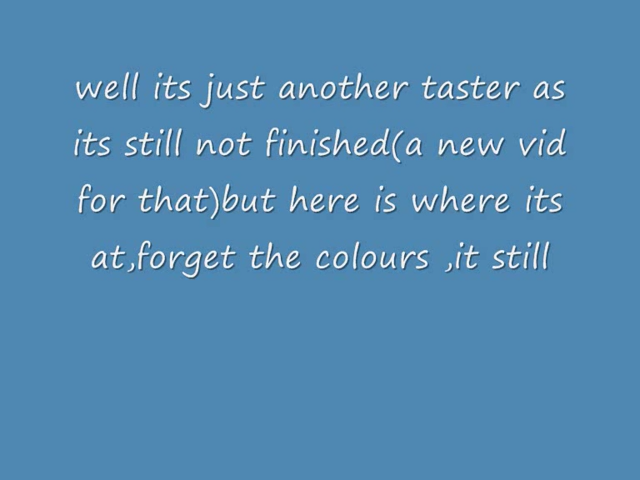 well its just another taster as
its still not finished(a new vid
for that)but here is where its
at,forget the colours ,it still